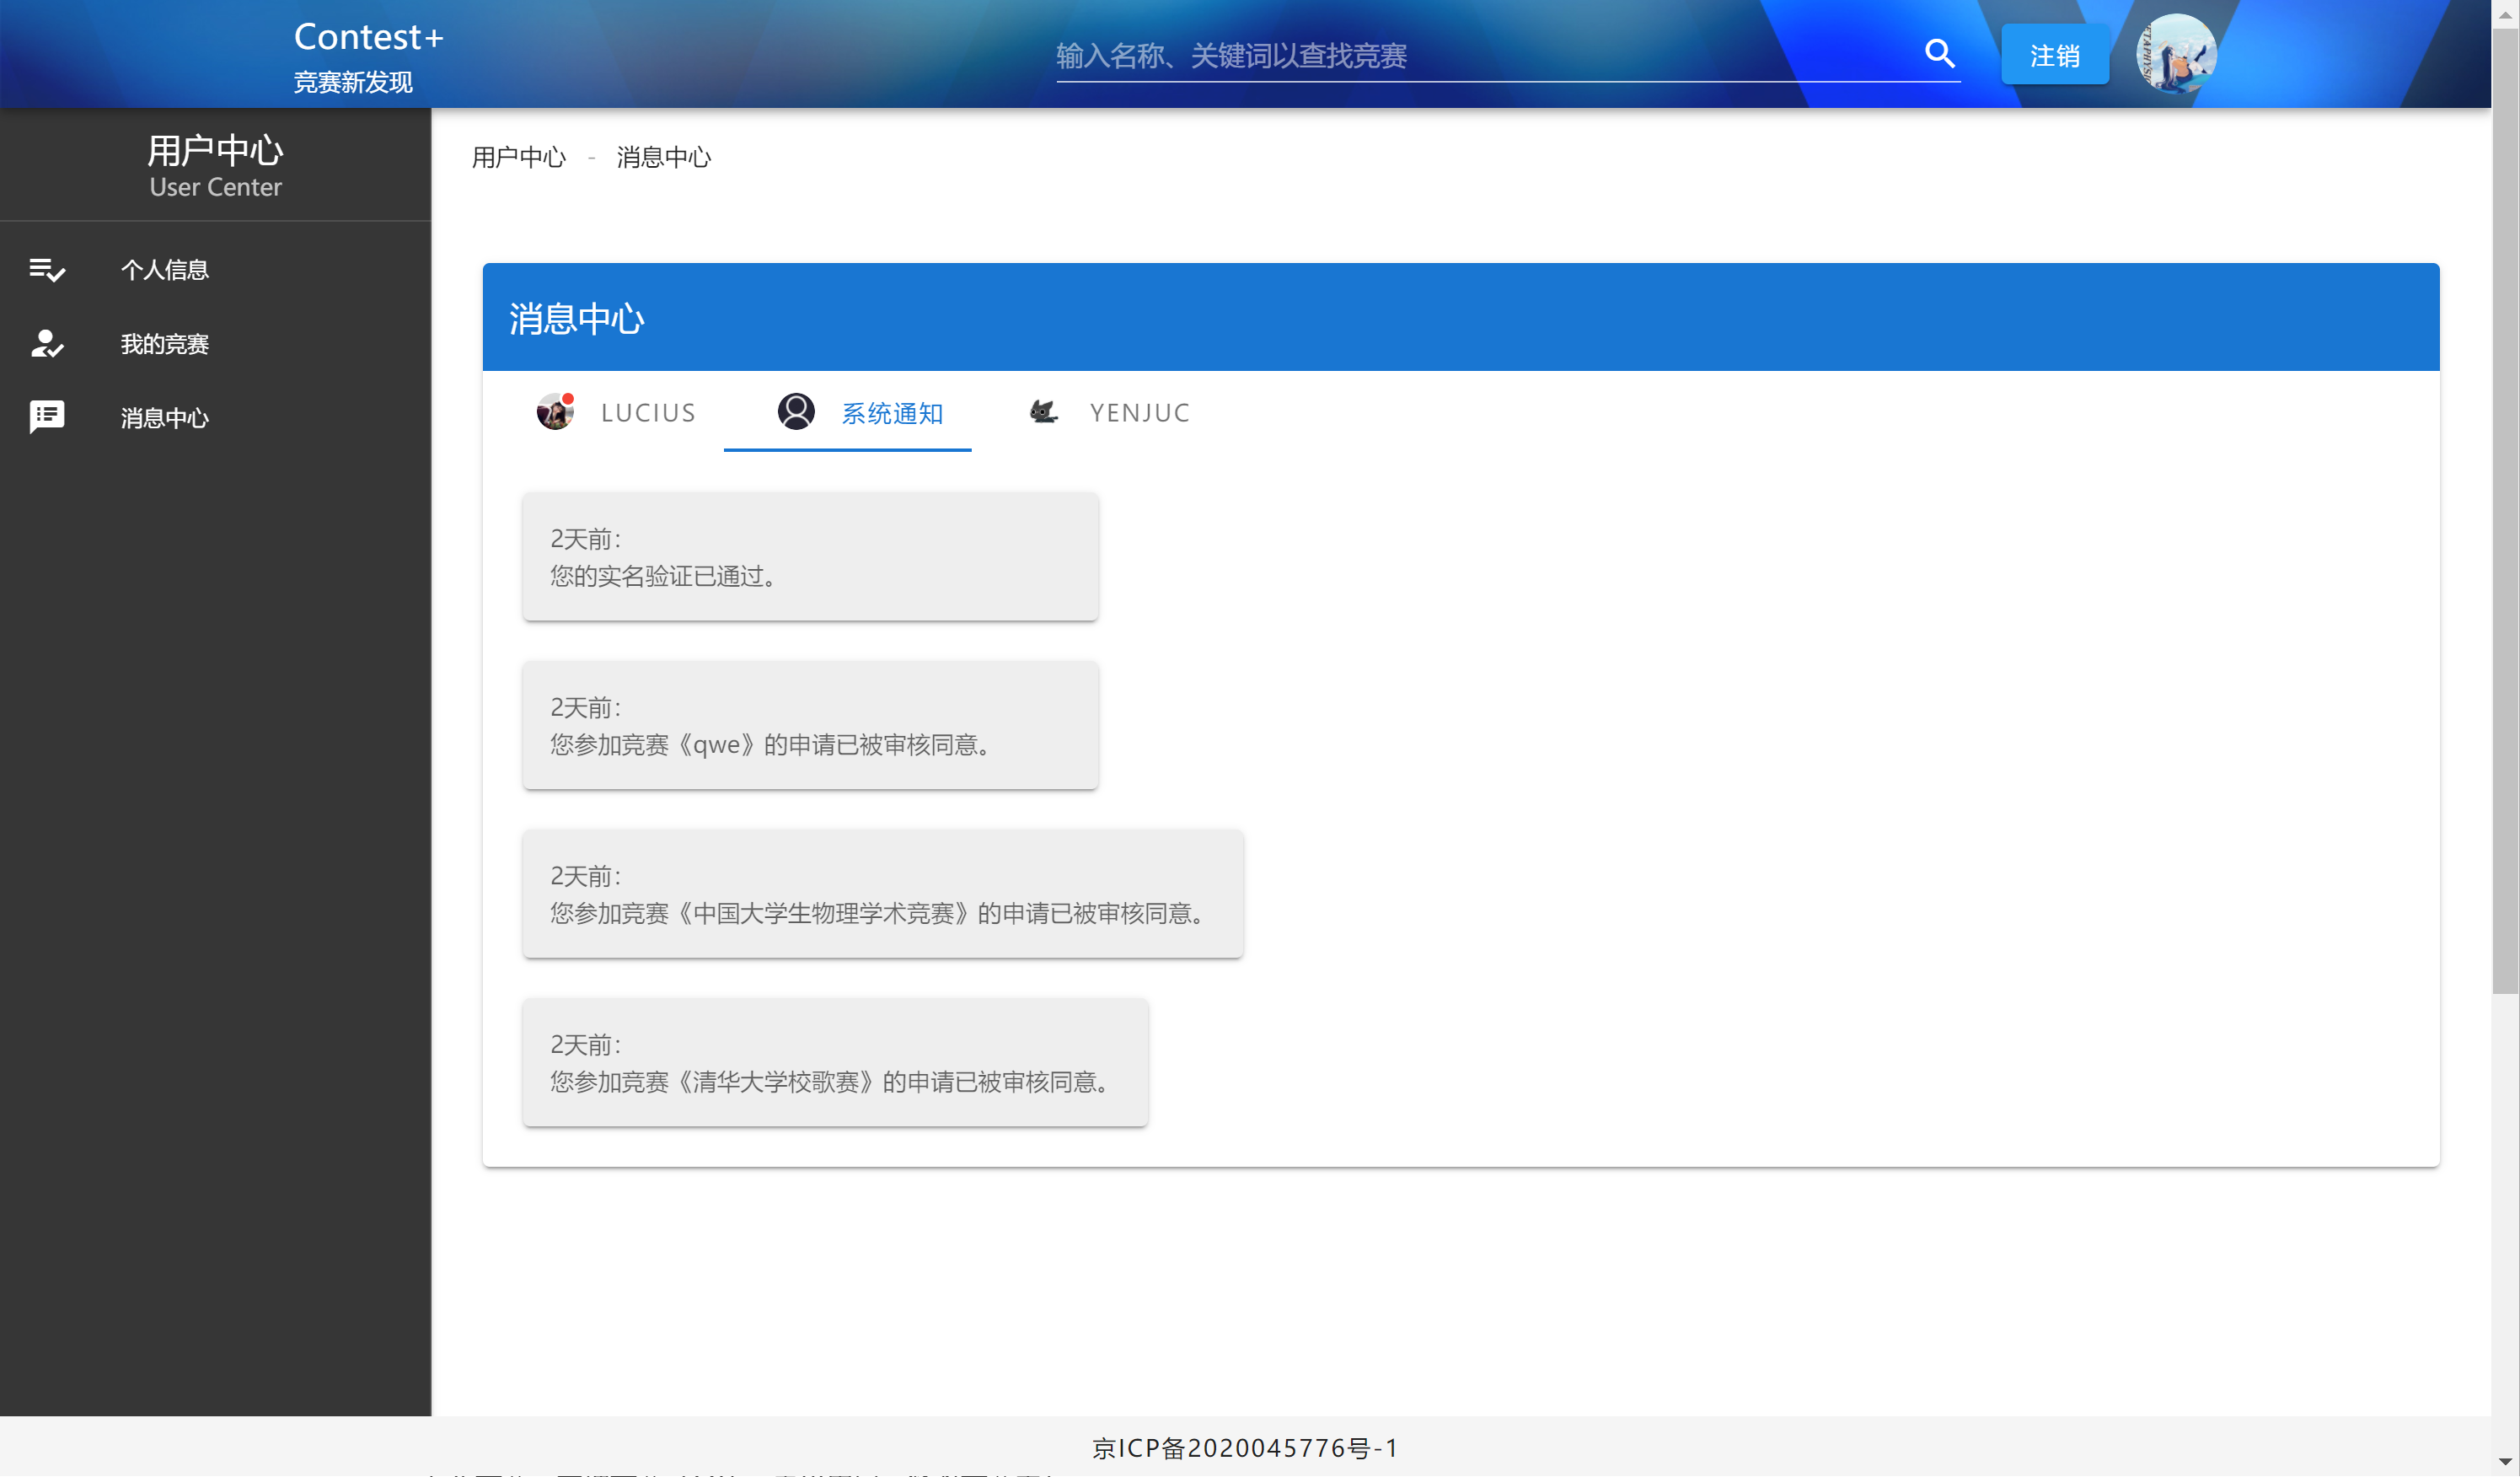 Contest+
竞赛新发现
输入名称、关键词以查找竞赛
注销
用户中心
User Center
个人信息
我的竞赛
消息中心
用户中心 - 消息中心
消息中心
LUCIUS
系统通知
YENJUC
2天前：
您的实名验证已通过。
2天前：
您参加竞赛《qwe》的申请已被审核同意。
2天前：
您参加竞赛《中国大学生物理学术竞赛》的申请已被审核同意。
2天前：
您参加竞赛《清华大学校歌赛》的申请已被审核同意。
京ICP备2020045776号-1